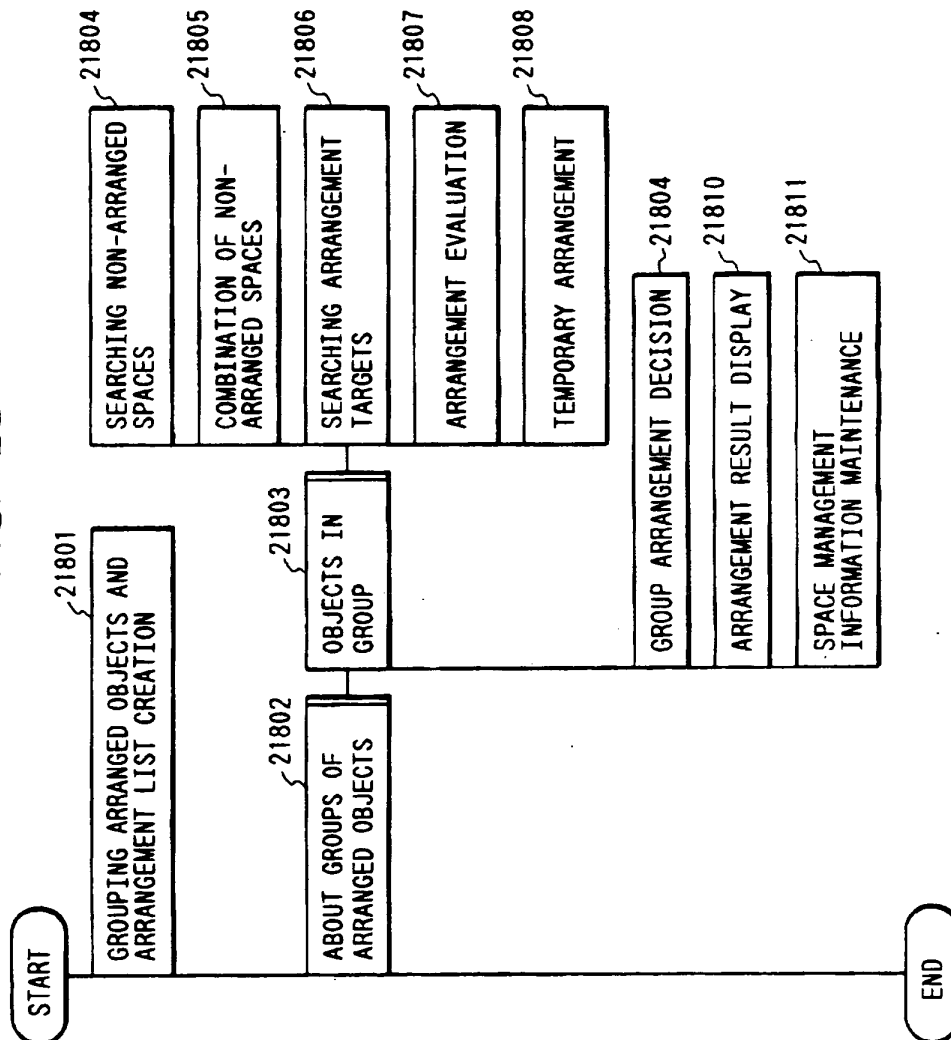 START
21801
GROUPING ARRANGED OBJECTS AND
ARRANGEMENT LIST CREATION
21802
ABOUT GROUPS OF
ARRANGED OBJECTS
21803
OBJECTS IN
GROUP
21804
SEARCHING NON-ARRANGED
SPACES
21805
COMBINATION OF NON-
ARRANGED SPACES
21806
SEARCHING ARRANGEMENT
TARGETS
21807
ARRANGEMENT EVALUATION
21808
TEMPORARY ARRANGEMENT
21804
GROUP ARRANGEMENT DECISION
21810
ARRANGEMENT RESULT DISPLAY
21811
SPACE MANAGEMENT
INFORMATION MAINTENANCE
END